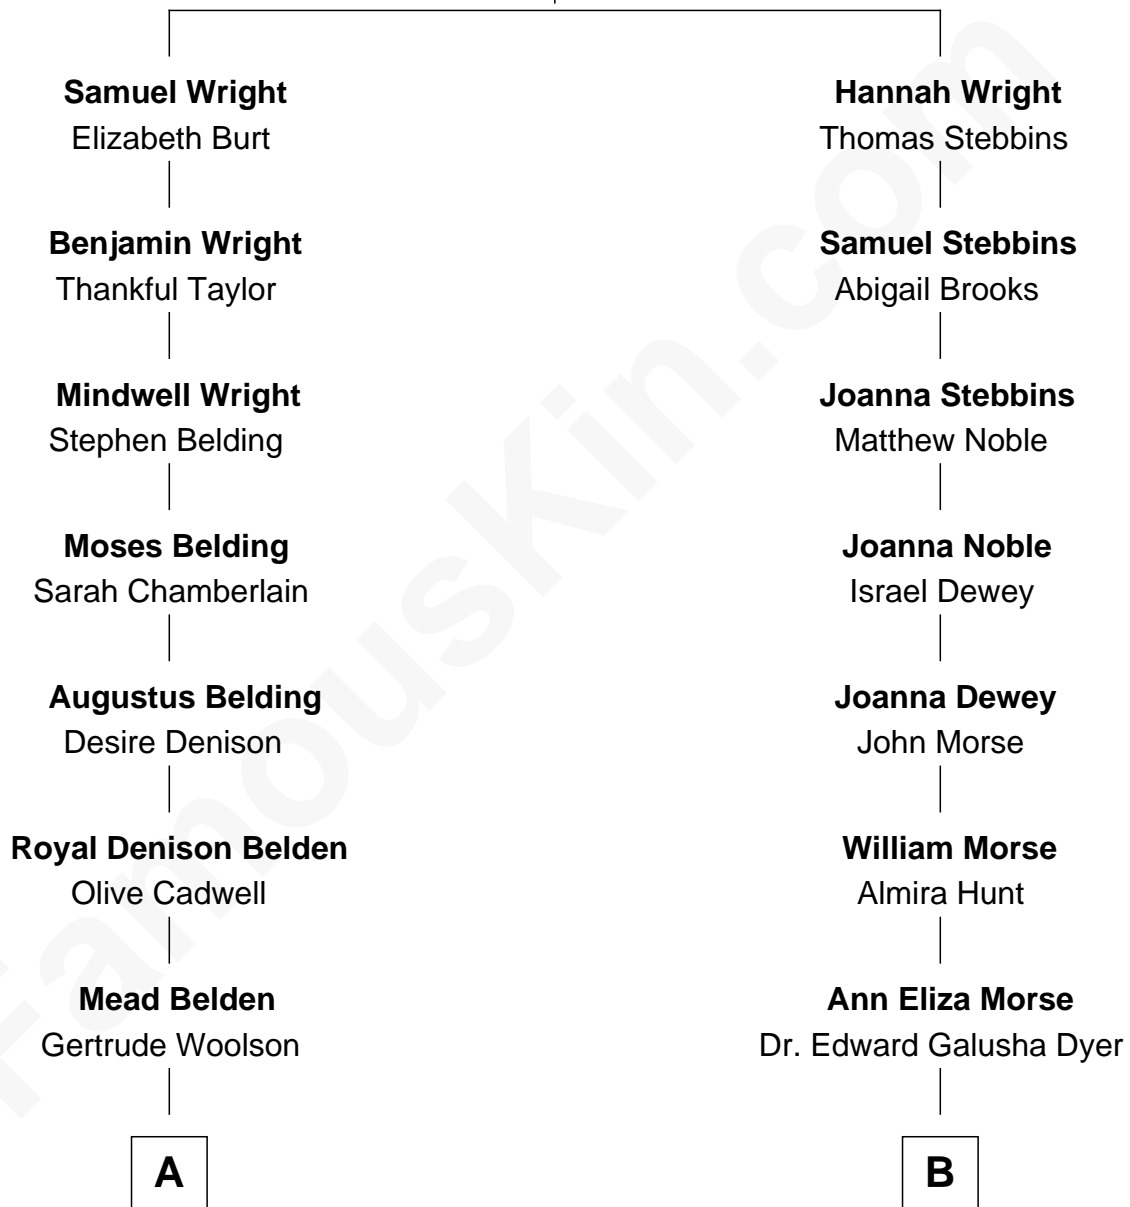 Samuel Wright
Elizabeth Burt
Benjamin Wright
Thankful Taylor
Mindwell Wright
Stephen Belding
Moses Belding
Sarah Chamberlain
Augustus Belding
Desire Denison
Royal Denison Belden
Olive Cadwell
Mead Belden
Gertrude Woolson
A
Hannah Wright
Thomas Stebbins
Samuel Stebbins
Abigail Brooks
Joanna Stebbins
Matthew Noble
Joanna Noble
Israel Dewey
Joanna Dewey
John Morse
William Morse
Almira Hunt
Ann Eliza Morse
Dr. Edward Galusha Dyer
B
FamousKin.com